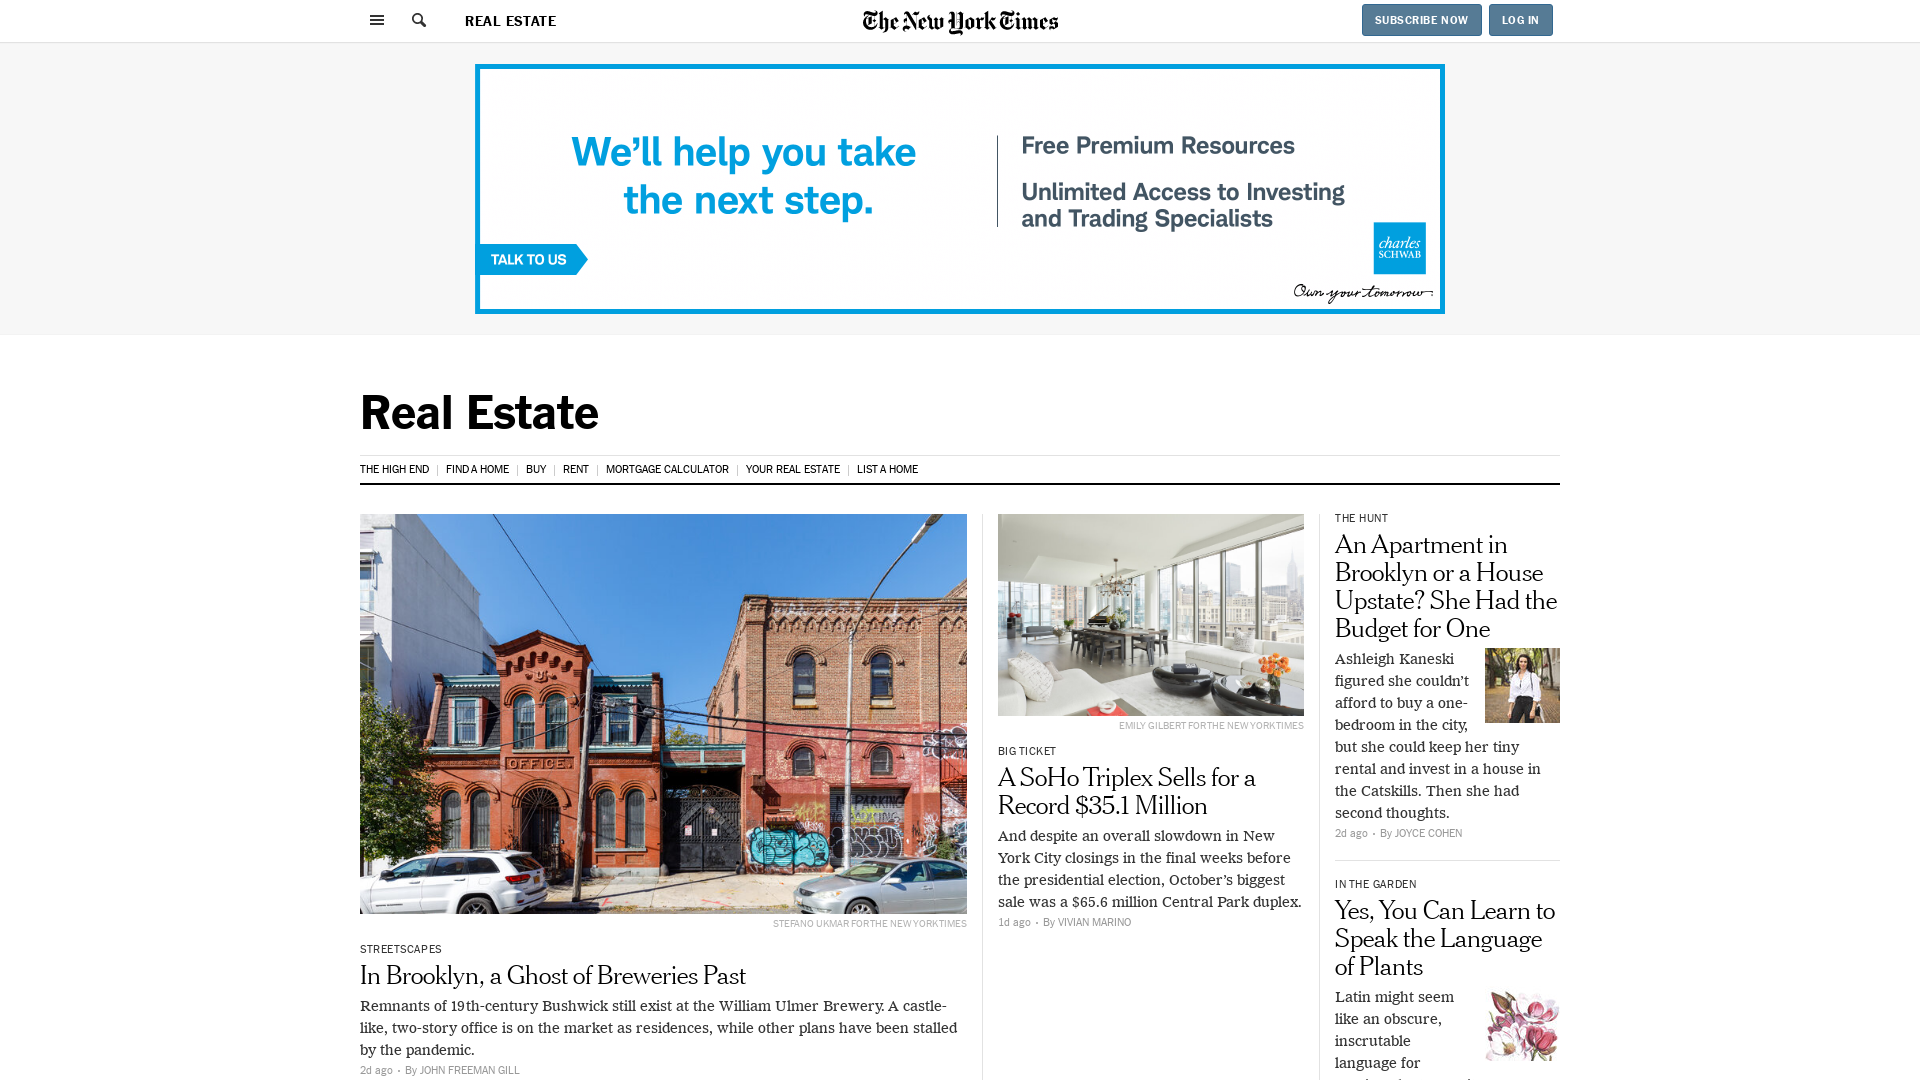 REAL ESTATE
The New York Times
SUBSCRIBE NOW
LOG IN
We'll help you take
the next step.
Free Premium Resources
Unlimited Access to Investing
and Trading Specialists
TALK TO US
charles
SCHWAB
Own your tomorrow
Real Estate
THE HIGH END
FIND A HOME
BUY
RENT
MORTGAGE CALCULATOR
YOUR REAL ESTATE
LIST A HOME
OFFICE.
NO PARKING
STEFANO UKMAR FOR THE NEW YORK TIMES
STREETSCAPES
In Brooklyn, a Ghost of Breweries Past
Remnants of 19th-century Bushwick still exist at the William Ulmer Brewery. A castle-
like, two-story office is on the market as residences, while other plans have been stalled
by the pandemic.
2d ago • By JOHN FREEMAN GILL
EMILY GILBERT FOR THE NEW YORK TIMES
BIG TICKET
A SoHo Triplex Sells for a
Record $35.1 Million
And despite an overall slowdown in New
York City closings in the final weeks before
the presidential election, October’s biggest
sale was a $65.6 million Central Park duplex.
1d ago • By VIVIAN MARINO
THE HUNT
An Apartment in
Brooklyn or a House
Upstate? She Had the
Budget for One
Ashleigh Kaneski
figured she couldn’t
afford to buy a one-
bedroom in the city,
but she could keep her tiny
rental and invest in a house in
the Catskills. Then she had
second thoughts.
2d ago • By JOYCE COHEN
IN THE GARDEN
Yes, You Can Learn to
Speak the Language
of Plants
Latin might seem
like an obscure,
inscrutable
language for